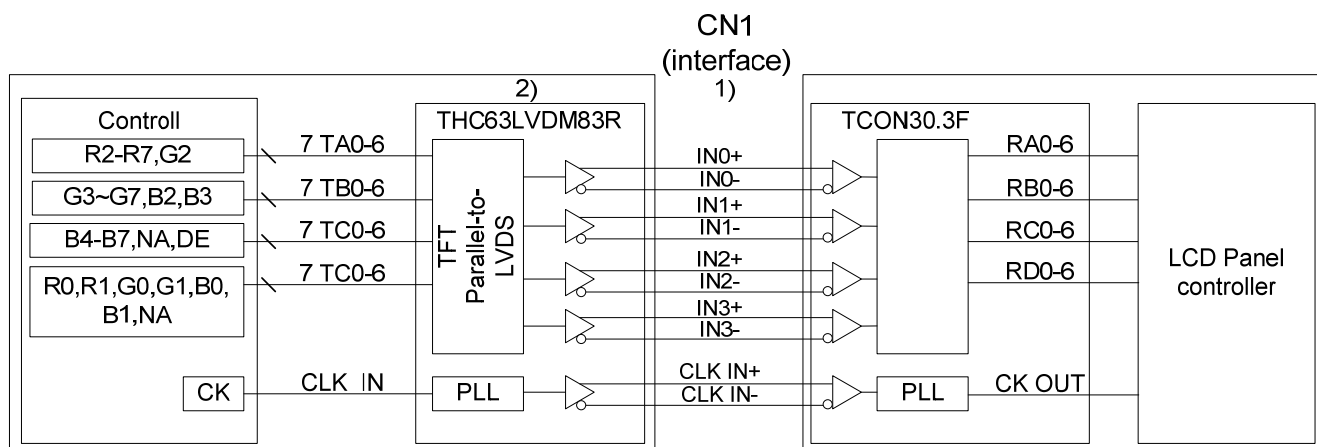 CN1
(interface)
1)
2)
Controll
R2-R7,G2
G3~G7,B2,B3
B4-B7,NA,DE
R0,R1,G0,G1,B0,
B1,NA
CK
7 TA0-6
7 TB0-6
7 TC0-6
7 TC0-6
CLK IN
THC63LVDM83R
TFT
Parallel-to-
LVDS
PLL
IN0+
IN0-
IN1+
IN1-
IN2+
IN2-
IN3+
IN3-
CLK IN+
CLK IN-
TCON30.3F
PLL
RA0-6
RB0-6
RC0-6
RD0-6
CK OUT
LCD Panel
controller